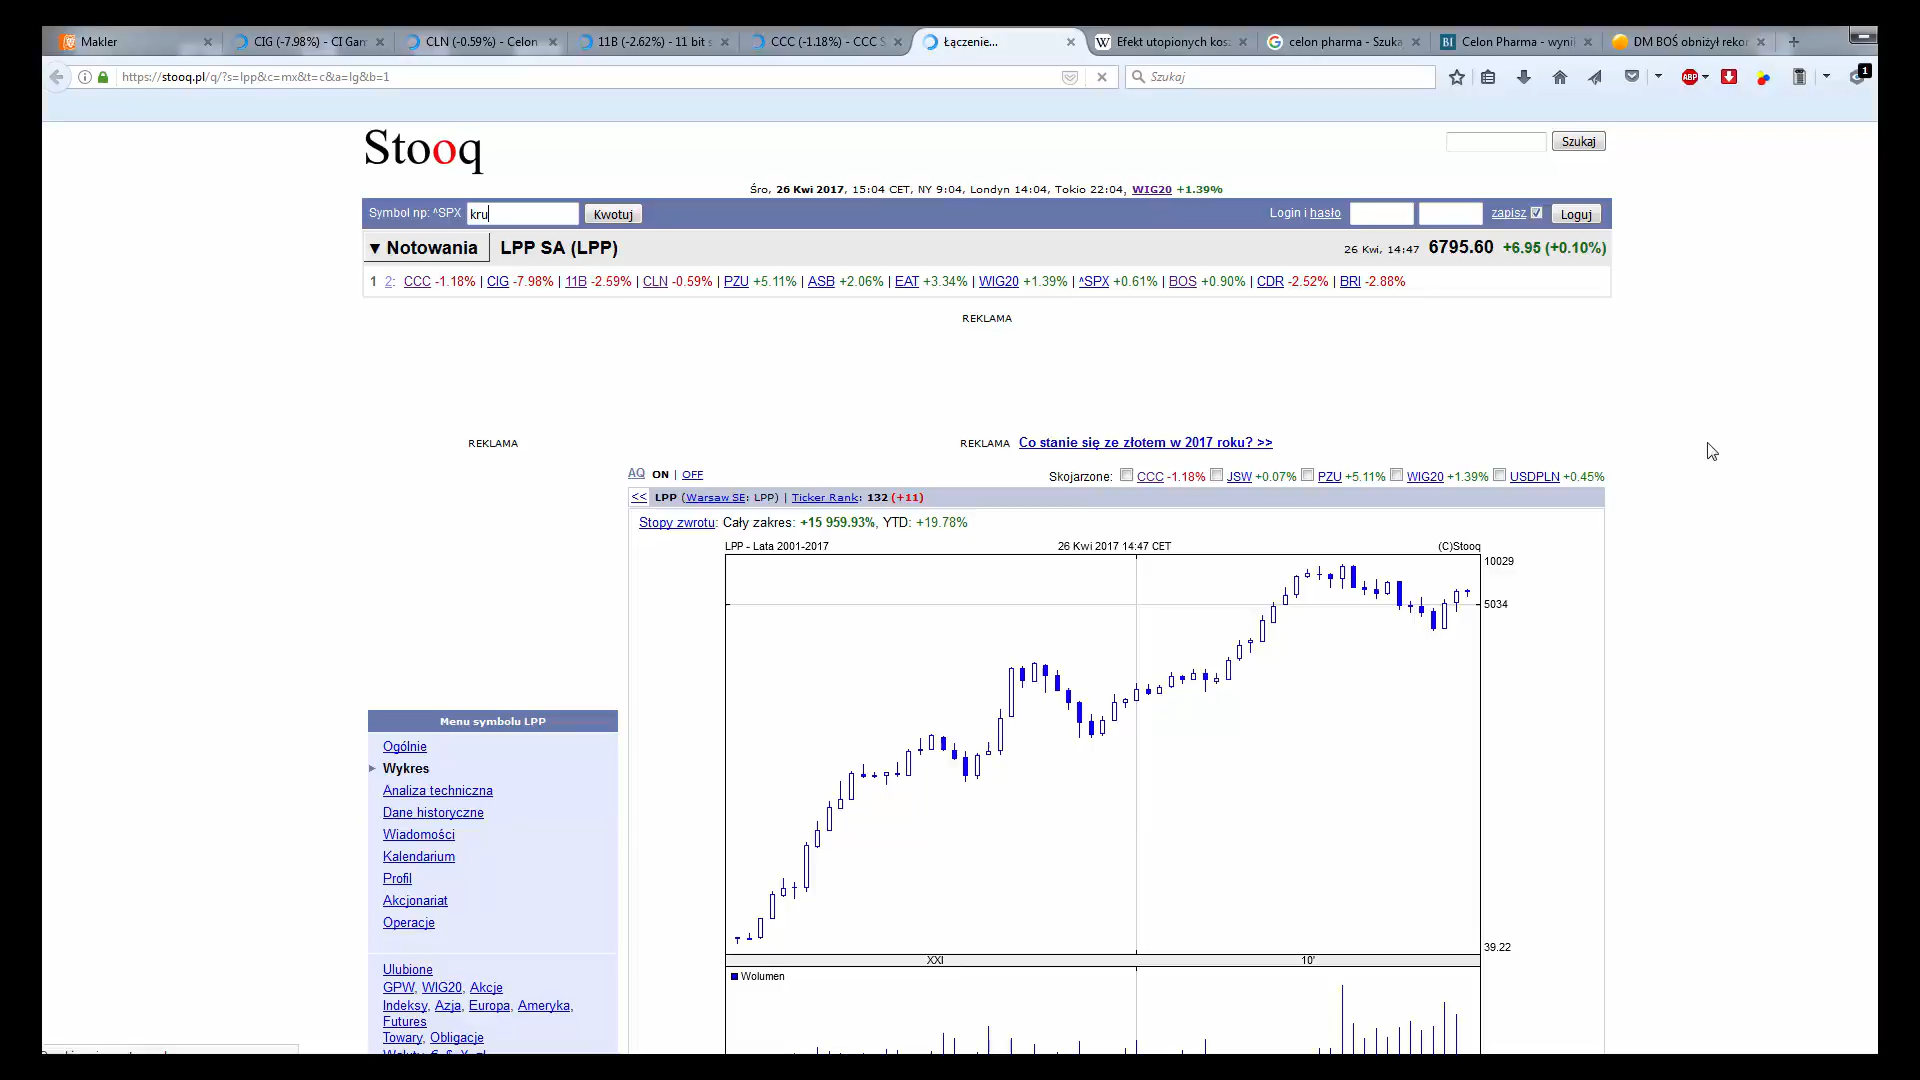 Makler
CIG (-7.98%) - CI Gam
CLN (-0.59%) - Celon
11B (-2.62%) - 11 bit s
CCC (-1.18%) - CCC S
Łączenie...
Efekt utopionych kosz
celon pharma - Szuka
Celon Pharma - wynil
DM BOŚ obniżył reko
https://stooq.pl/q/?s=lpp&c=mx&t=c&a=lg&b=1
Szukaj
ABP
1
Stooq
Szukaj
Śro, 26 Kwi 2017, 15:04 CET, NY 9:04, Londyn 14:04, Tokio 22:04, WIG20 +1.39%
Symbol np: ^SPX kru Kwotuj
Login i hasło zapisz Loguj
▼ Notowania LPP SA (LPP)
26 Kwi, 14:47 6795.60 +6.95 (+0.10%)
1 2: CCC -1.18% | CIG -7.98% | 11B -2.59% | CLN -0.59% | PZU +5.11% | ASB +2.06% | EAT +3.34% | WIG20 +1.39% | ^SPX +0.61% | BOS +0.90% | CDR -2.52% | BRI -2.88%
REKLAMA
REKLAMA
REKLAMA Co stanie się ze złotem w 2017 roku? >>
AQ ON | OFF
Skojarzone: CCC -1.18% JSW +0.07% PZU +5.11% WIG20 +1.39% USDPLN +0.45%
<< LPP (Warsaw SE: LPP) | Ticker Rank: 132 (+11)
Stopy zwrotu: Cały zakres: +15 959.93%, YTD: +19.78%
LPP - Lata 2001-2017
26 Kwi 2017 14:47 CET
(C)Stooq
10029
5034
39.22
XXI
10'
Wolumen
Menu symbolu LPP
Ogólnie
Wykres
Analiza techniczna
Dane historyczne
Wiadomości
Kalendarium
Profil
Akcjonariat
Operacje
Ulubione
GPW, WIG20, Akcje
Indeksy, Azja, Europa, Ameryka,
Futures
Towary, Obligacje